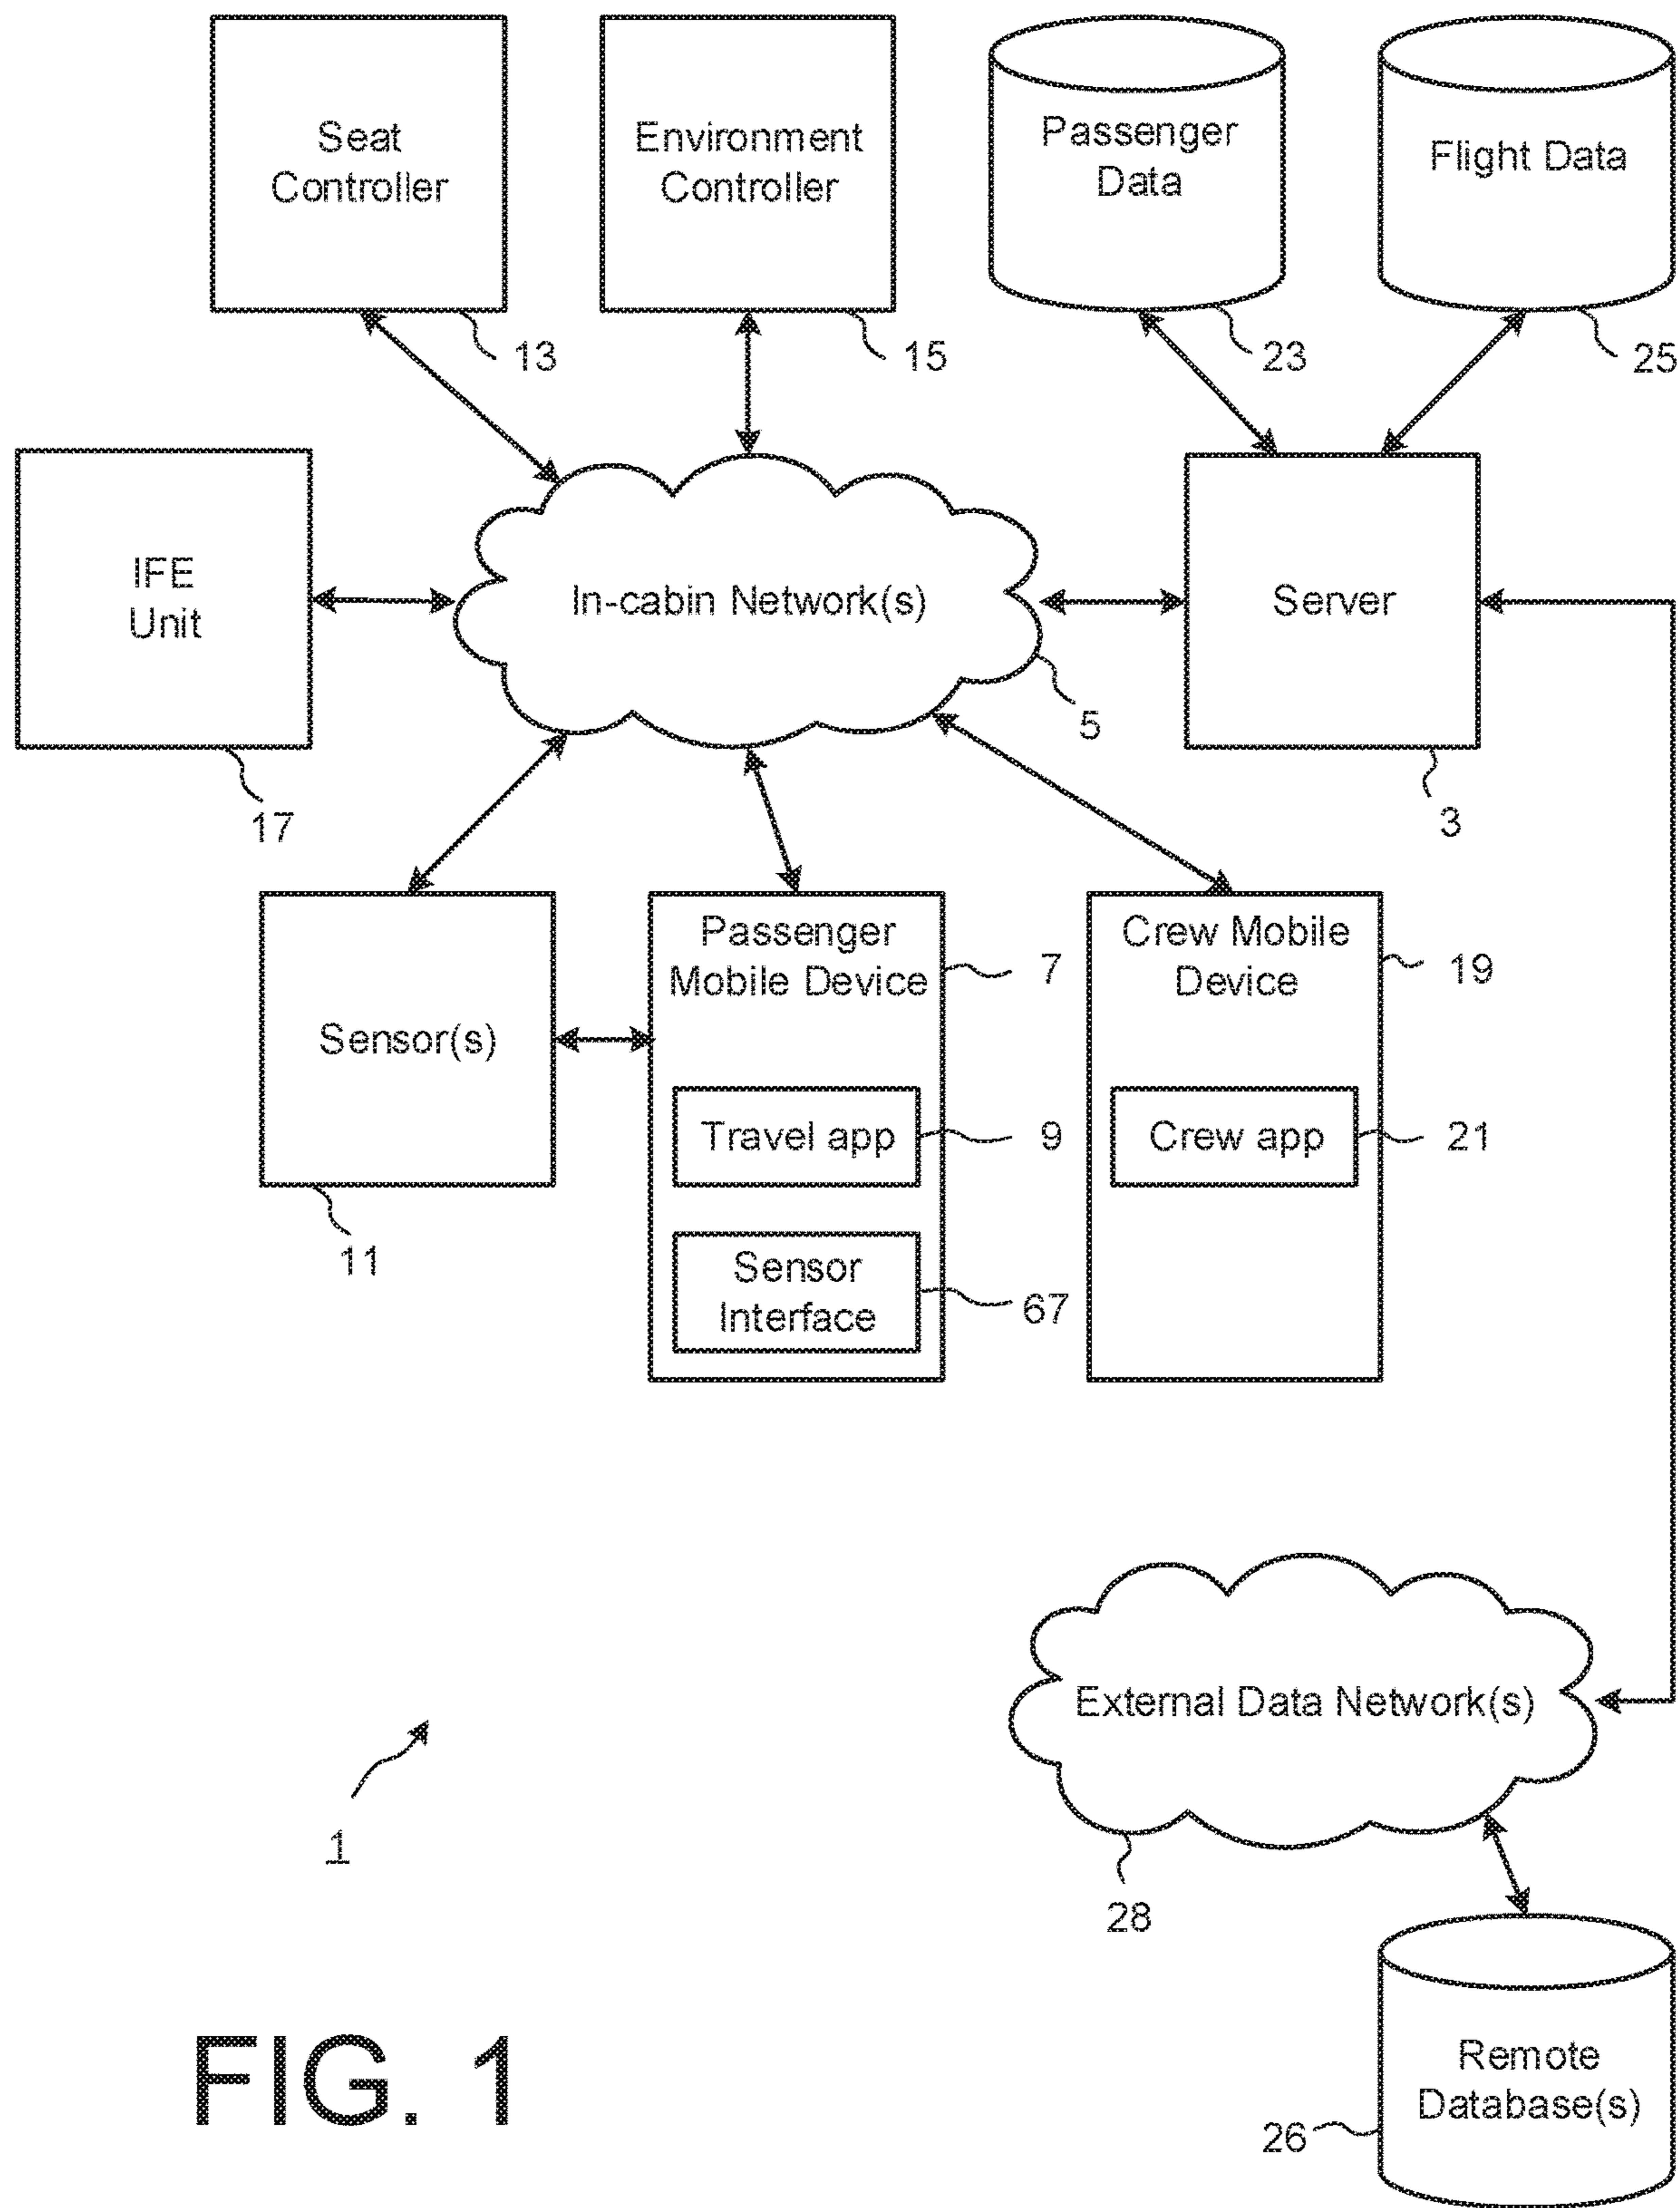 Seat
Controller
13
Environment
Controller
15
Passenger
Data
23
Flight Data
25
IFE
Unit
17
In-cabin Network(s)
5
Server
3
Sensor(s)
11
Passenger
Mobile Device
7
Travel app
9
Sensor
Interface
67
Crew Mobile
Device
19
Crew app
21
External Data Network(s)
28
1
Remote
Database(s)
26
FIG. 1